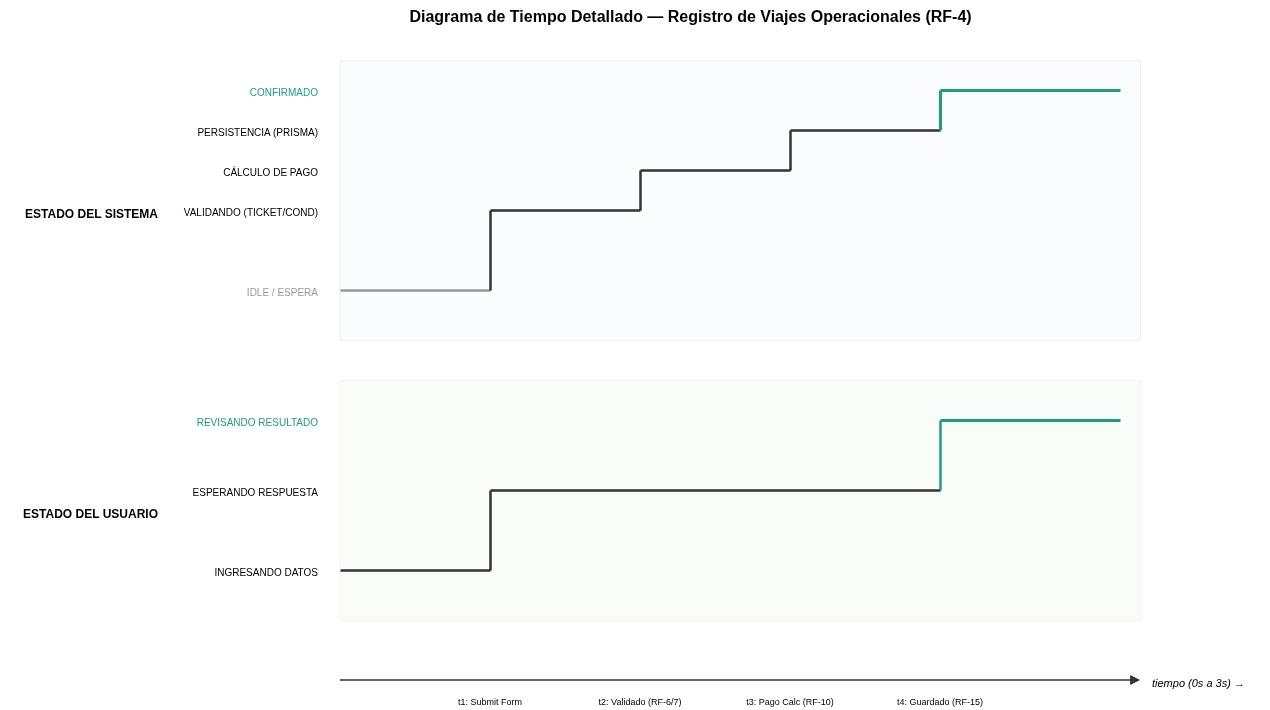 Diagrama de Tiempo Detallado — Registro de Viajes Operacionales (RF-4)
CONFIRMADO
PERSISTENCIA (PRISMA)
CÁLCULO DE PAGO
ESTADO DEL SISTEMA
VALIDANDO (TICKET/COND)
IDLE / ESPERA
REVISANDO RESULTADO
ESPERANDO RESPUESTA
ESTADO DEL USUARIO
INGRESANDO DATOS
tiempo (0s a 3s) →
t1: Submit Form
t2: Validado (RF-6/7)
t3: Pago Calc (RF-10)
t4: Guardado (RF-15)